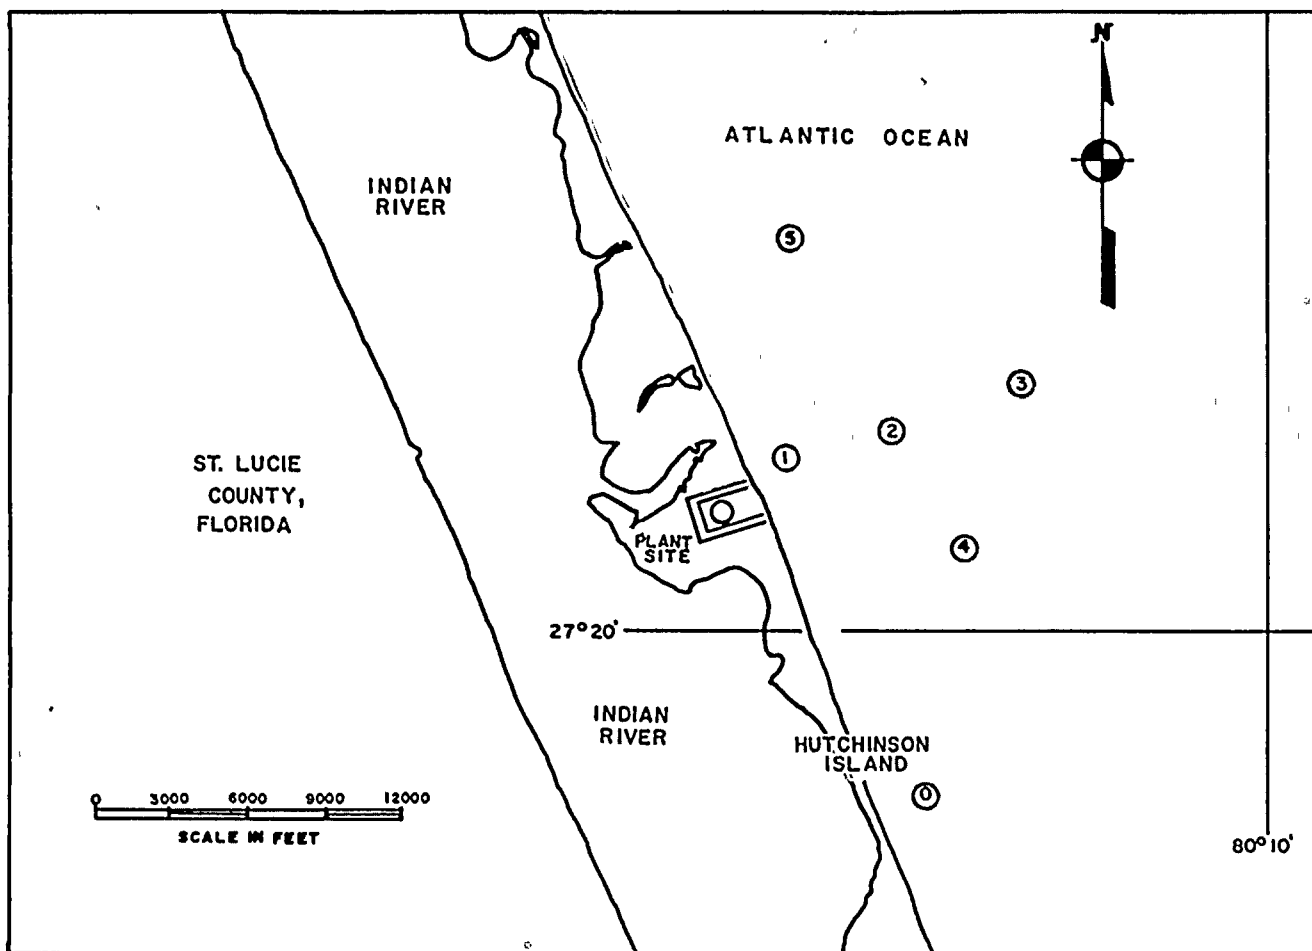 N
ATLANTIC OCEAN
INDIAN
RIVER
5
3
2
1
ST. LUCIE
COUNTY,
FLORIDA
PLANT
SITE
4
27°20'
INDIAN
RIVER
HUTCHINSON
ISLAND
0
0 3000 6000 9000 12000
SCALE IN FEET
80°10'